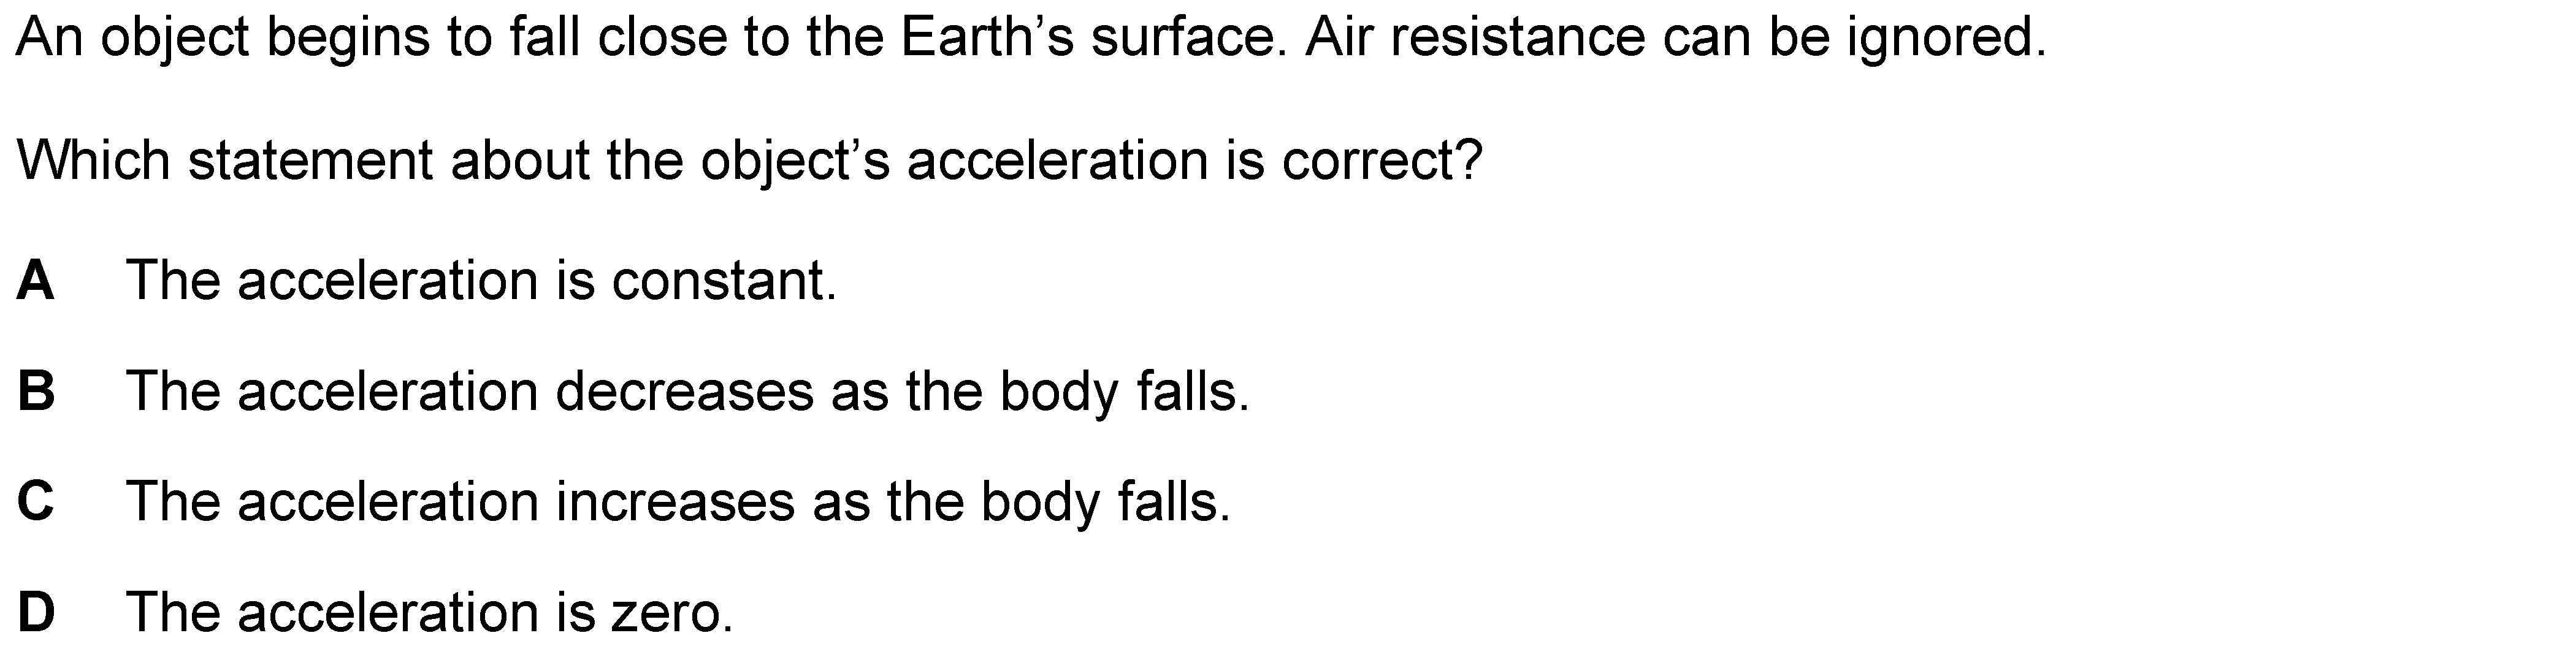 An object begins to fall close to the Earth’s surface. Air resistance can be ignored.
Which statement about the object’s acceleration is correct?
A The acceleration is constant.
B The acceleration decreases as the body falls.
C The acceleration increases as the body falls.
D The acceleration is zero.